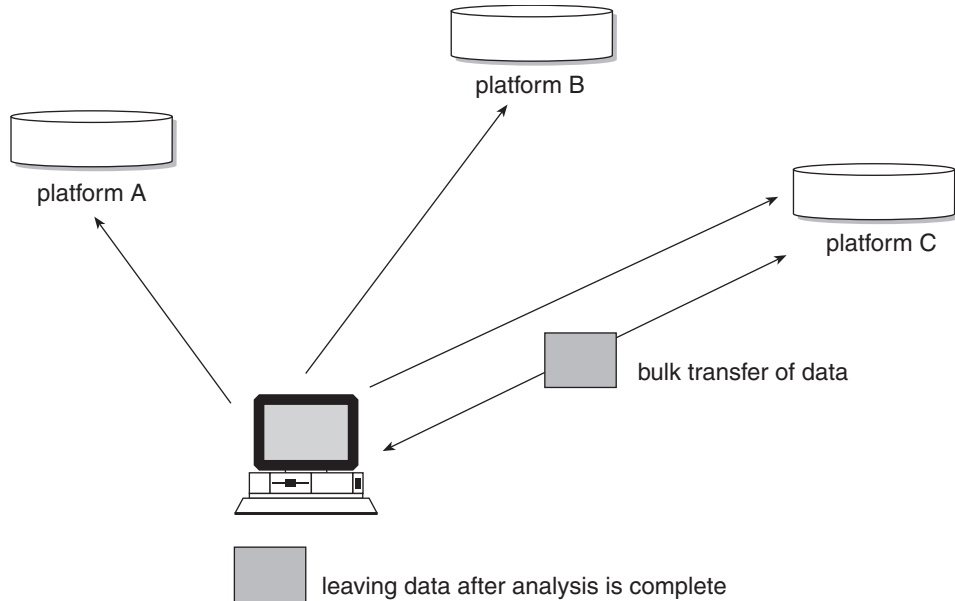 platform B
platform A
platform C
bulk transfer of data
leaving data after analysis is complete